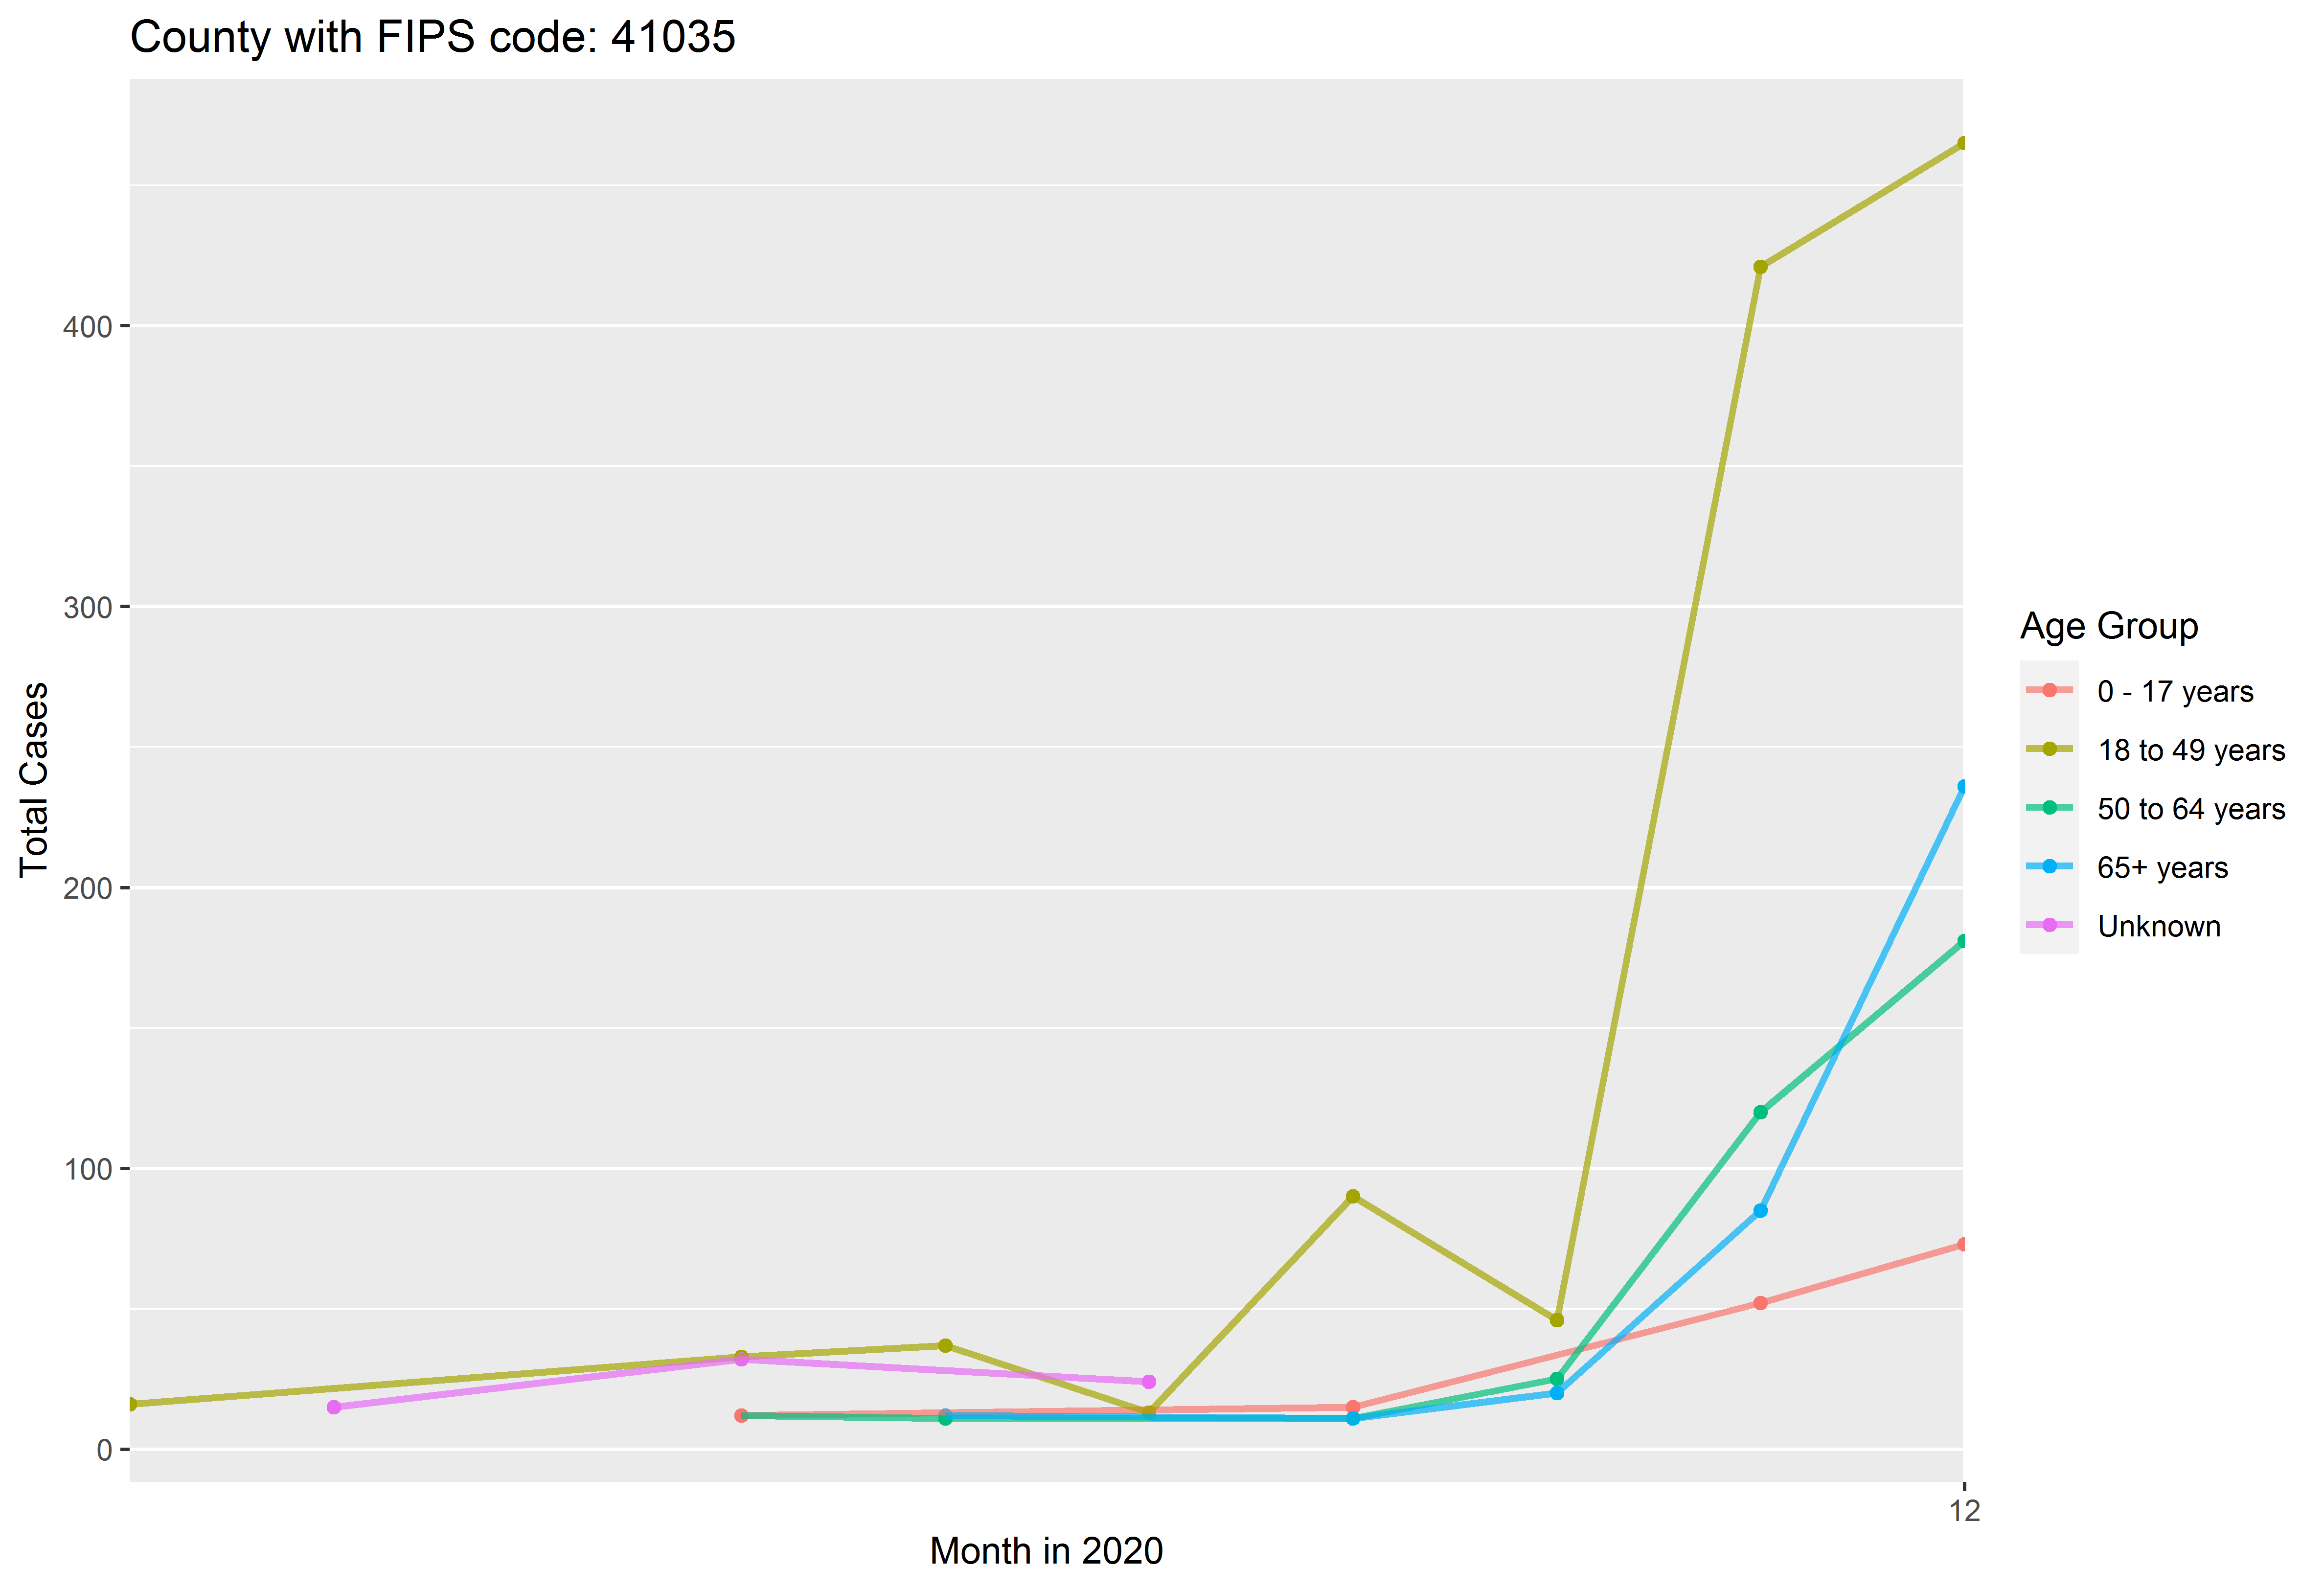 County with FIPS code: 41035
Total Cases
400
300
200
100
0
12
Month in 2020
Age Group
0 - 17 years
18 to 49 years
50 to 64 years
65+ years
Unknown